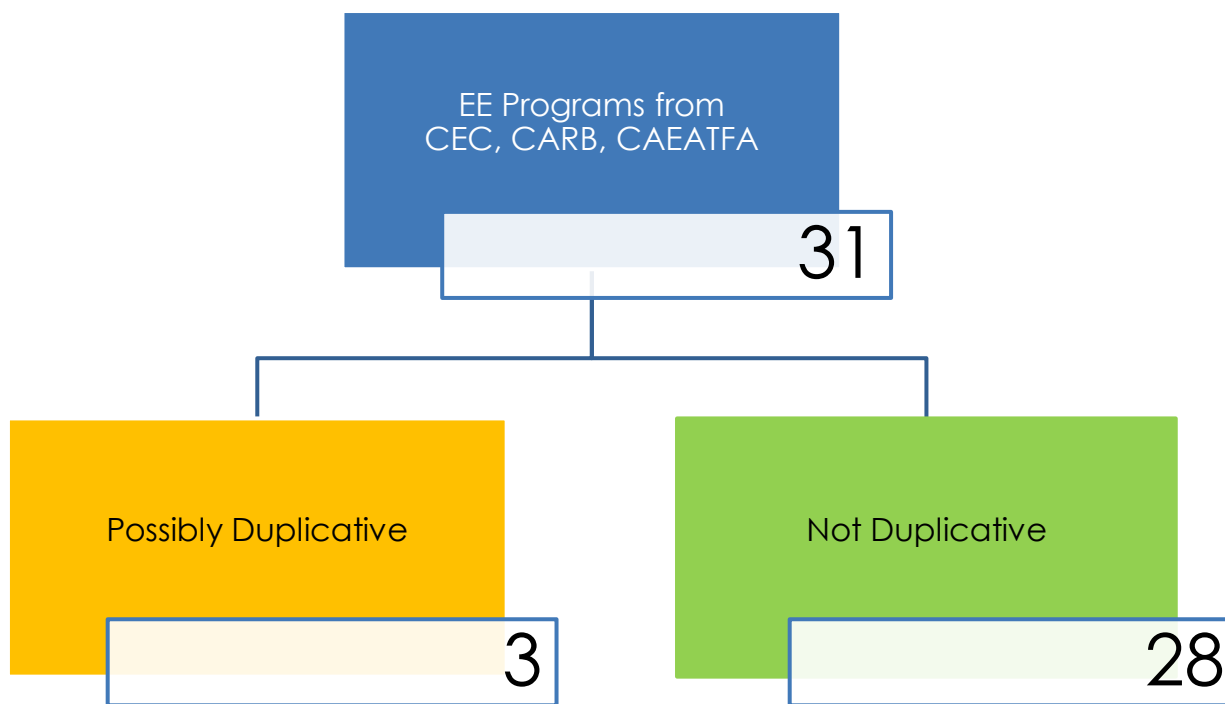 EE Programs from
CEC, CARB, CAEATFA
31
Possibly Duplicative
3
Not Duplicative
28